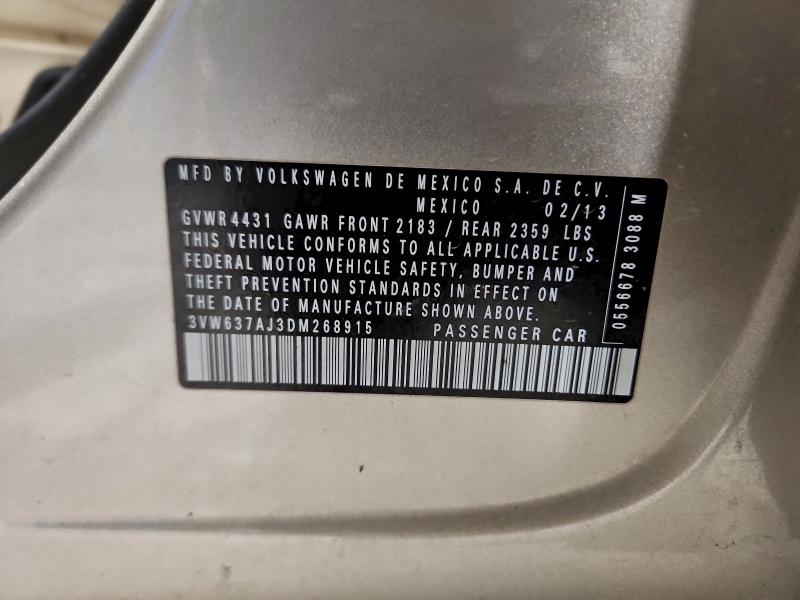 MFD BY VOLKSWAGEN DE MEXICO S.A. DE C.V.
MEXICO 02/13
GVWR 4431 GAWR FRONT 2183 / REAR 2359 LBS
THIS VEHICLE CONFORMS TO ALL APPLICABLE U.S.
FEDERAL MOTOR VEHICLE SAFETY, BUMPER AND
THEFT PREVENTION STANDARDS IN EFFECT ON
THE DATE OF MANUFACTURE SHOWN ABOVE.
3VW637AJ3DM268915 PASSENGER CAR
0556678 3088 M